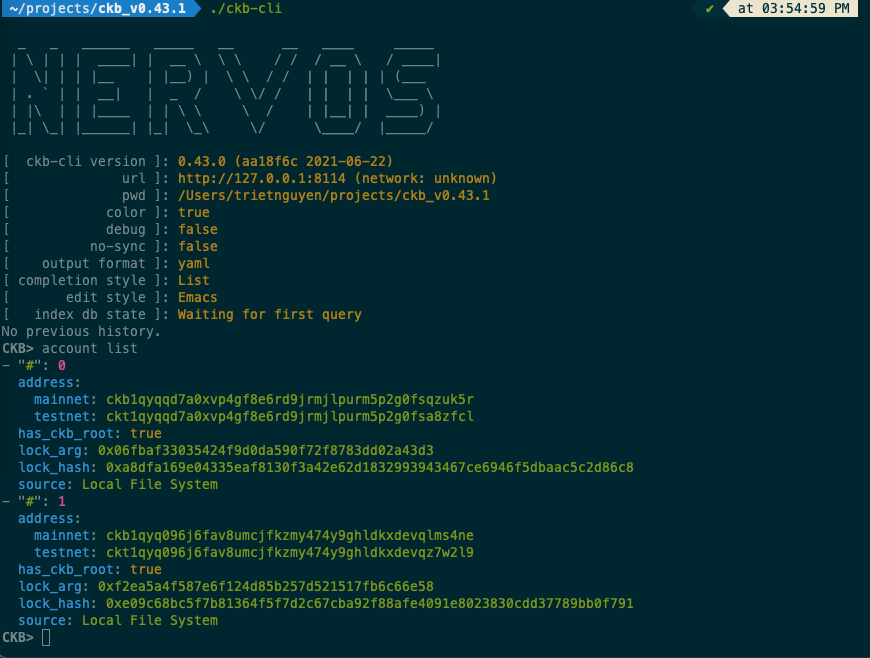 ~/projects/ckb_v0.43.1 ./ckb-cli ✔ at 03:54:59 PM
NERVOS
[  ckb-cli version ]: 0.43.0 (aa18f6c 2021-06-22)
[              url ]: http://127.0.0.1:8114 (network: unknown)
[              pwd ]: /Users/trietnguyen/projects/ckb_v0.43.1
[            color ]: true
[            debug ]: false
[          no-sync ]: false
[    output format ]: yaml
[ completion style ]: List
[       edit style ]: Emacs
[   index db state ]: Waiting for first query
No previous history.
CKB> account list
- "#": 0
  address:
    mainnet: ckb1qyqqd7a0xvp4gf8e6rd9jrmjlpurm5p2g0fsqzuk5r
    testnet: ckt1qyqqd7a0xvp4gf8e6rd9jrmjlpurm5p2g0fsa8zfcl
  has_ckb_root: true
  lock_arg: 0x06fbaf33035424f9d0da590f72f8783dd02a43d3
  lock_hash: 0xa8dfa169e04335eaf8130f3a42e62d1832993943467ce6946f5dbaac5c2d86c8
  source: Local File System
- "#": 1
  address:
    mainnet: ckb1qyq096j6fav8umcjfkzmy474y9ghldkxdevqlms4ne
    testnet: ckt1qyq096j6fav8umcjfkzmy474y9ghldkxdevqz7w2l9
  has_ckb_root: true
  lock_arg: 0xf2ea5a4f587e6f124d85b257d521517fb6c66e58
  lock_hash: 0xe09c68bc5f7b81364f5f7d2c67cba92f88afe4091e8023830cdd37789bb0f791
  source: Local File System
CKB>